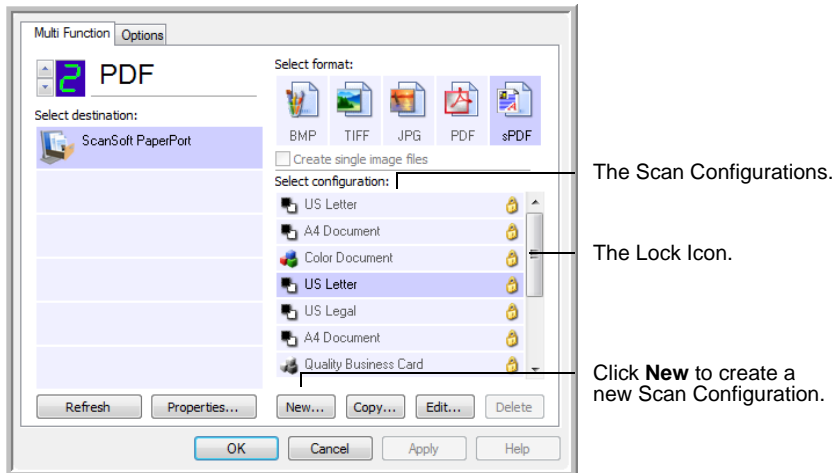 Multi Function Options
2 PDF
Select destination:
ScanSoft PaperPort
Select format:
BMP TIFF JPG PDF sPDF
Create single image files
Select configuration:
US Letter
A4 Document
Color Document
US Letter
US Legal
A4 Document
Quality Business Card
Refresh Properties... New... Copy... Edit... Delete
OK Cancel Apply Help
The Scan Configurations.
The Lock Icon.
Click New to create a
new Scan Configuration.